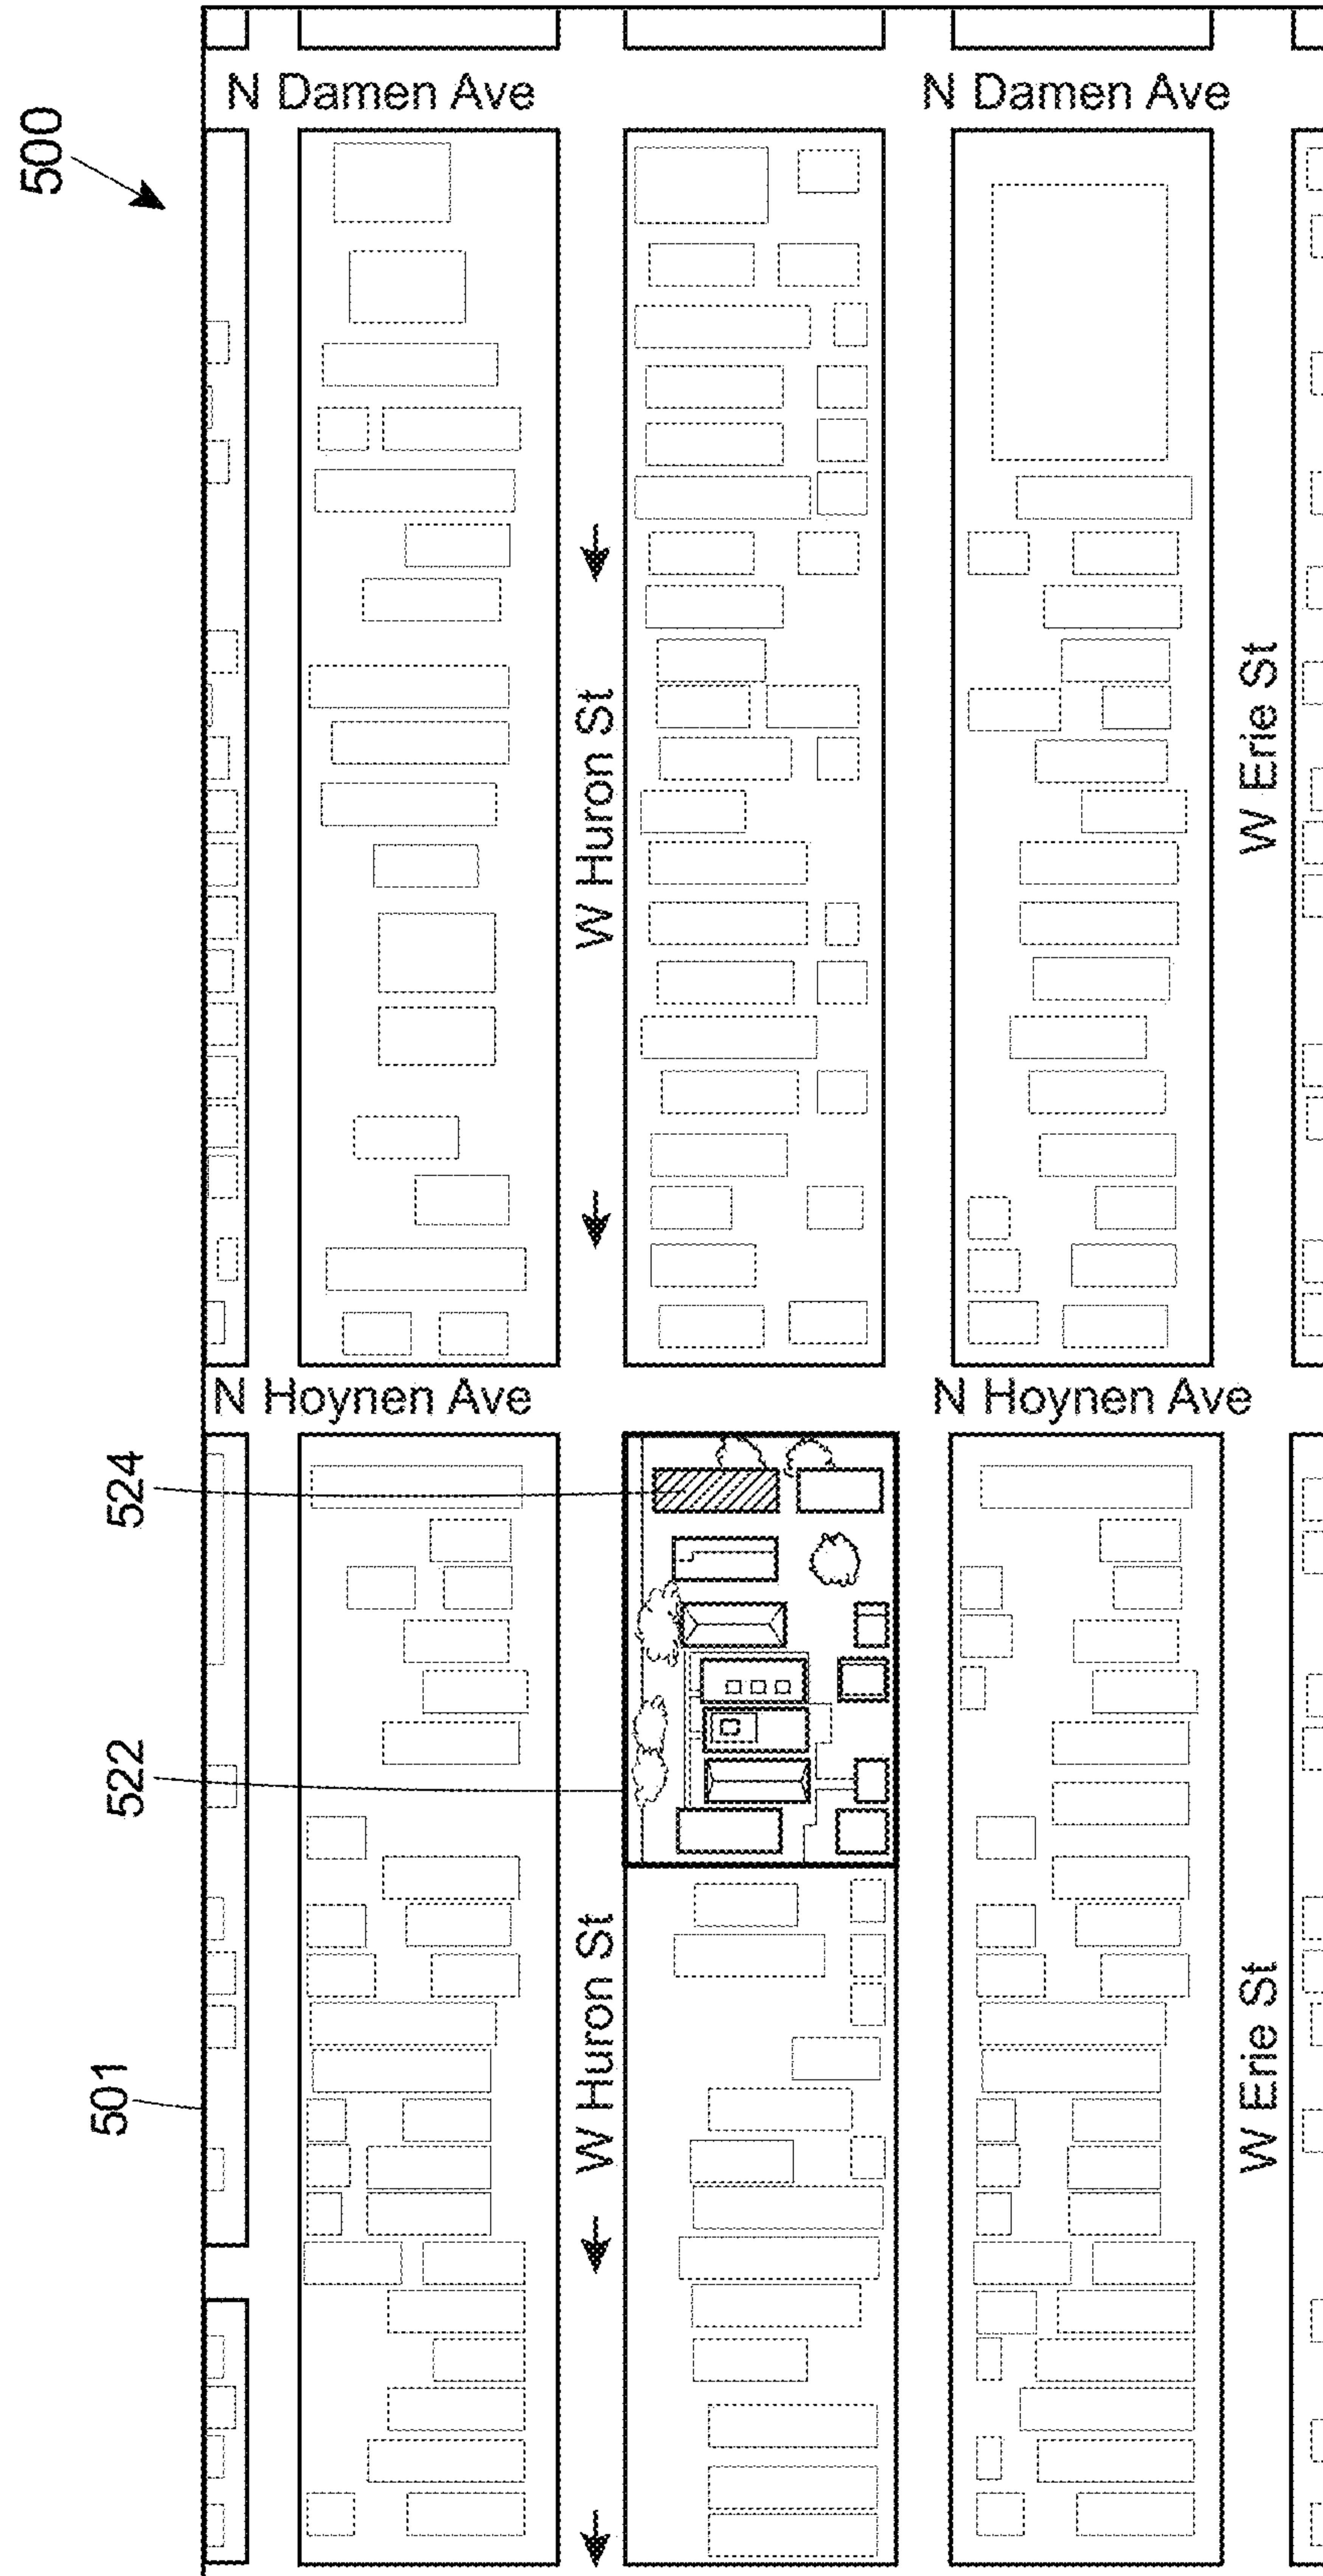 500
N Damen Ave
N Damen Ave
W Huron St
W Erie St
N Hoynen Ave
N Hoynen Ave
524
522
501
W Huron St
W Erie St